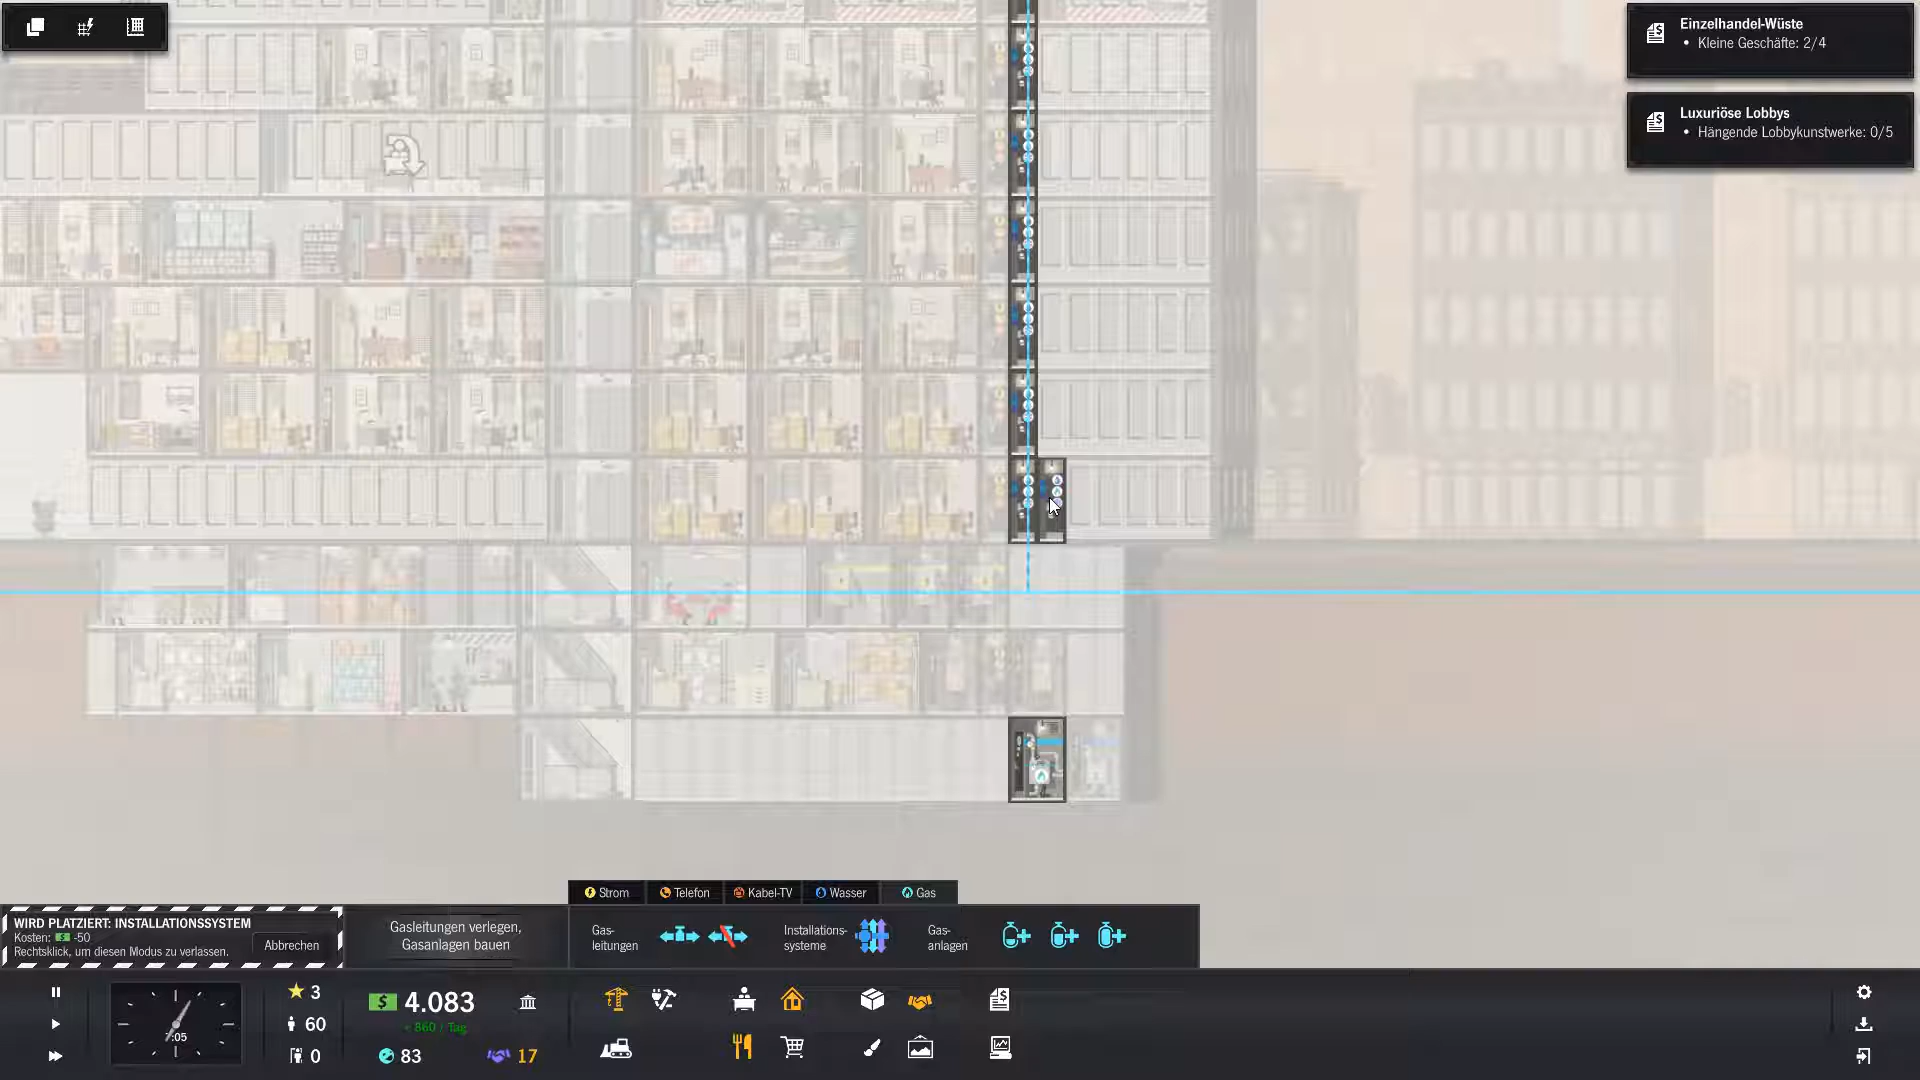 Einzelhandel-Wüste
• Kleine Geschäfte: 2/4
Luxuriöse Lobbys
• Hängende Lobbykunstwerke: 0/5
Strom
Telefon
Kabel-TV
Wasser
Gas
WIRD PLATZIERT: INSTALLATIONSSYSTEM
Kosten: $ -50
Rechtsklick, um diesen Modus zu verlassen.
Abbrechen
Gasleitungen verlegen,
Gasanlagen bauen
Gas-
leitungen
Installations-
systeme
Gas-
anlagen
3
60
0
$ 4.083
+ 860 / Tag
83
17